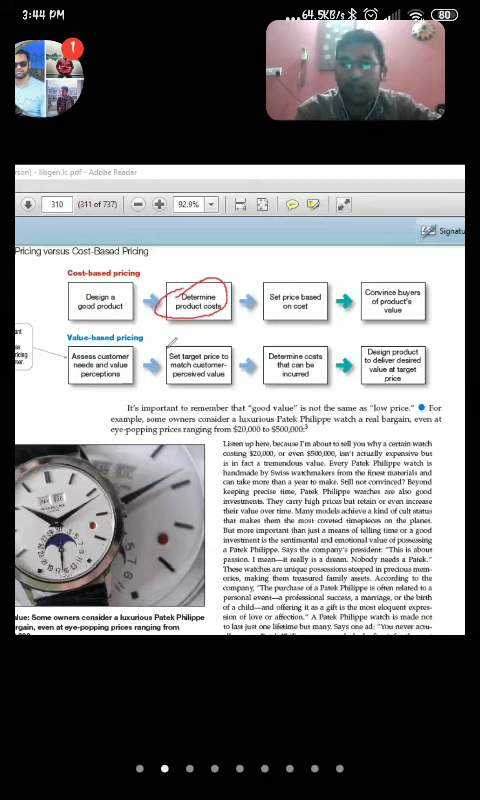 3:44 PM
64.5KB/s
80
1
rson) - libgen.lc.pdf - Adobe Reader
310
(311 of 737)
92.9%
Signatu
Pricing versus Cost-Based Pricing
Cost-based pricing
Design a
good product
Determine
product costs
Set price based
on cost
Convince buyers
of product's
value
Value-based pricing
Assess customer
needs and value
perceptions
Set target price to
match customer-
perceived value
Determine costs
that can be
incurred
Design product
to deliver desired
value at target
price
It's important to remember that "good value" is not the same as "low price." For
example, some owners consider a luxurious Patek Philippe watch a real bargain, even at
eye-popping prices ranging from $20,000 to $500,000:3
Listen up here, because I'm about to tell you why a certain watch
costing $20,000, or even $500,000, isn't actually expensive but
is in fact a tremendous value. Every Patek Philippe watch is
handmade by Swiss watchmakers from the finest materials and
can take more than a year to make. Still not convinced? Beyond
keeping precise time, Patek Philippe watches are also good
investments. They carry high prices but retain or even increase
their value over time. Many models achieve a kind of cult status
that makes them the most coveted timepieces on the planet.
But more important than just a means of telling time or a good
investment is the sentimental and emotional value of possessing
a Patek Philippe. Says the company's president: "This is about
passion. I mean—it really is a dream. Nobody needs a Patek."
These watches are unique possessions steeped in precious mem-
ories, making them treasured family assets. According to the
company, "The purchase of a Patek Philippe is often related to a
personal event—a professional success, a marriage, or the birth
of a child—and offering it as a gift is the most eloquent expres-
sion of love or affection." A Patek Philippe watch is made not
to last just one lifetime but many. Says one ad: "You never actu-
alue: Some owners consider a luxurious Patek Philippe
rgain, even at eye-popping prices ranging from